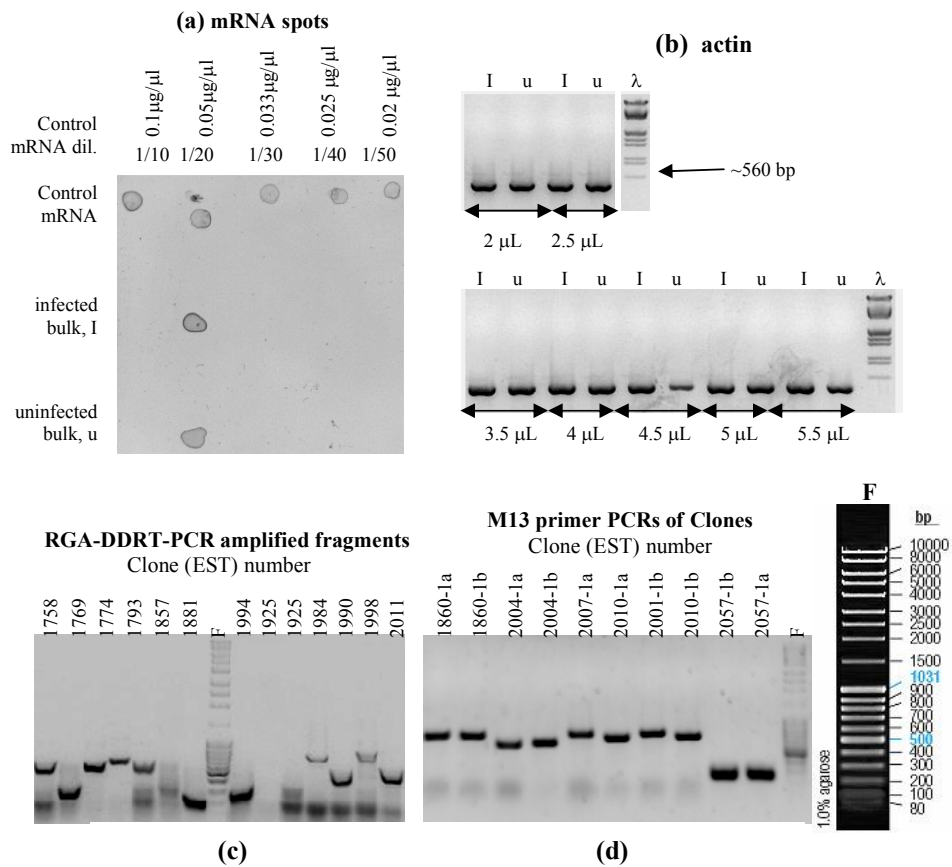 (a) mRNA spots
Control
mRNA dil.
0.1µg/µl
0.05µg/µl
0.033µg/µl
0.025 µg/µl
0.02 µg/µl
1/10 1/20 1/30 1/40 1/50
Control
mRNA
infected
bulk, I
uninfected
bulk, u
(b) actin
I u I u λ
~560 bp
2 µL 2.5 µL
I u I u I u I u I u λ
3.5 µL 4 µL 4.5 µL 5 µL 5.5 µL
RGA-DDRT-PCR amplified fragments
Clone (EST) number
1758
1769
1774
1793
1857
1881
F
1994
1925
1925
1984
1990
1998
2011
(c)
M13 primer PCRs of Clones
Clone (EST) number
1860-1a
1860-1b
2004-1a
2004-1b
2007-1a
2010-1a
2001-1b
2010-1b
2057-1b
2057-1a
F
(d)
F
bp
10000
8000
6000
5000
4000
3000
2500
2000
1500
1031
900
800
700
600
500
400
300
200
100
80
1.0% agarose